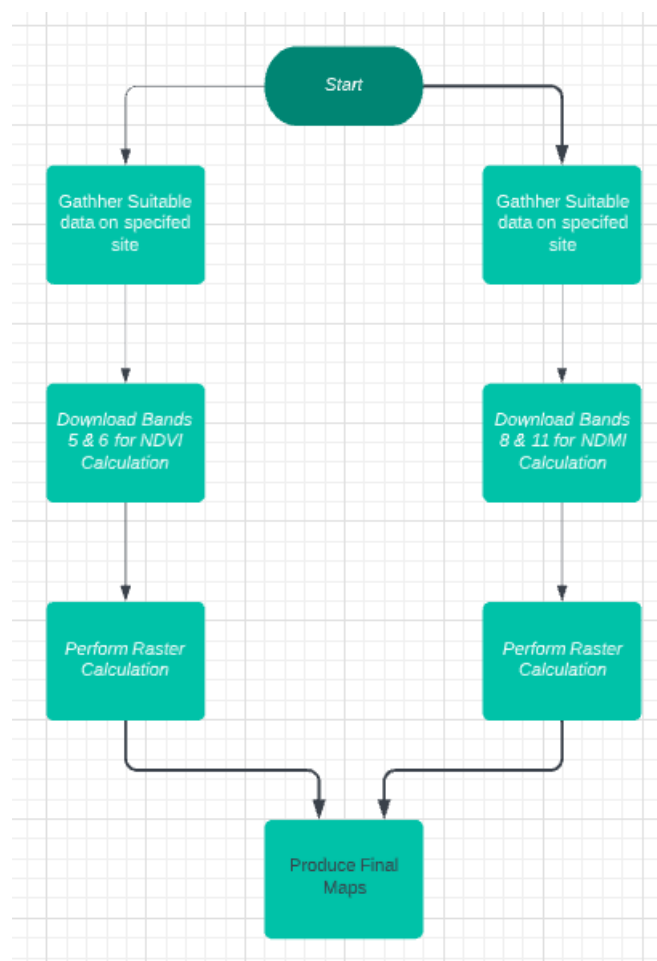 Start
Gathher Suitable
data on specifed
site
Gathher Suitable
data on specifed
site
Download Bands
5 & 6 for NDVI
Calculation
Download Bands
8 & 11 for NDMI
Calculation
Perform Raster
Calculation
Perform Raster
Calculation
Produce Final
Maps